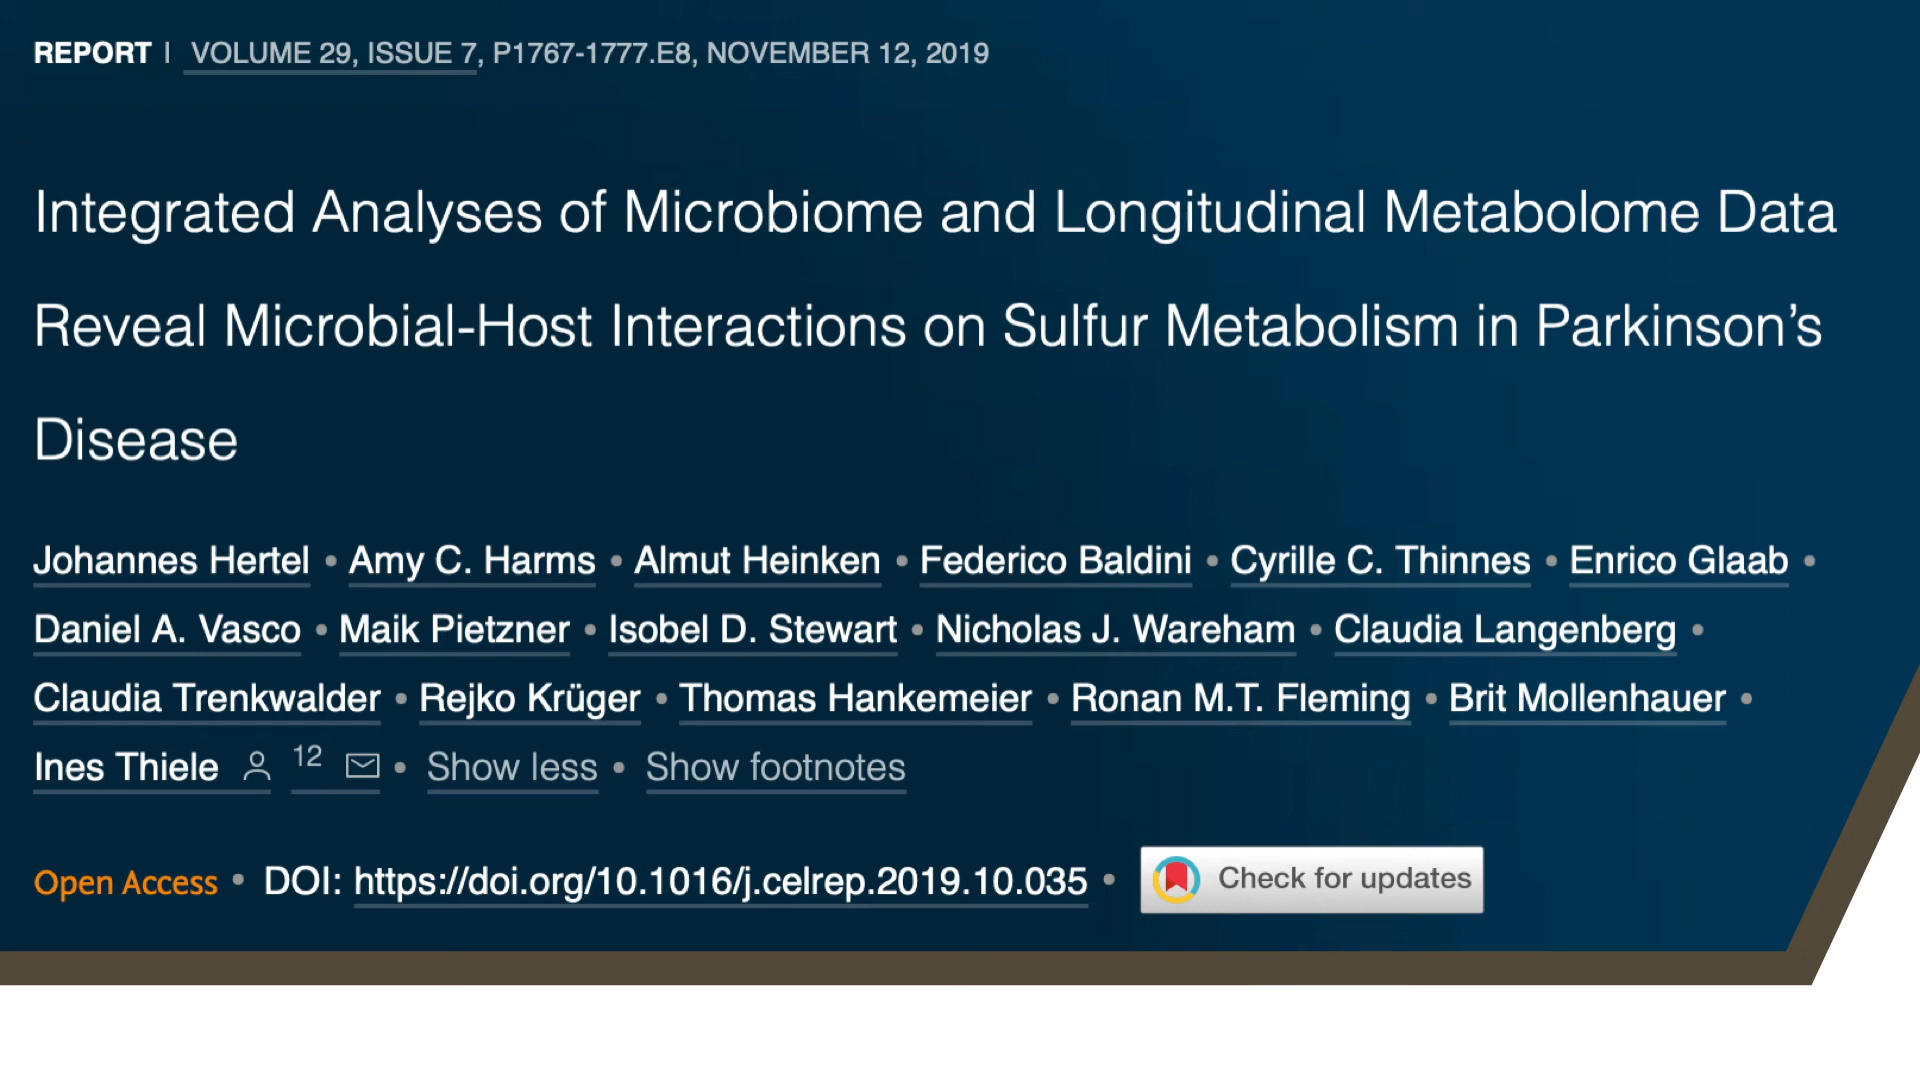 REPORT | VOLUME 29, ISSUE 7, P1767-1777.E8, NOVEMBER 12, 2019
Integrated Analyses of Microbiome and Longitudinal Metabolome Data
Reveal Microbial-Host Interactions on Sulfur Metabolism in Parkinson’s
Disease
Johannes Hertel • Amy C. Harms • Almut Heinken • Federico Baldini • Cyrille C. Thinnes • Enrico Glaab •
Daniel A. Vasco • Maik Pietzner • Isobel D. Stewart • Nicholas J. Wareham • Claudia Langenberg •
Claudia Trenkwalder • Rejko Krüger • Thomas Hankemeier • Ronan M.T. Fleming • Brit Mollenhauer •
Ines Thiele 12 • Show less • Show footnotes
Open Access • DOI: https://doi.org/10.1016/j.celrep.2019.10.035 • Check for updates